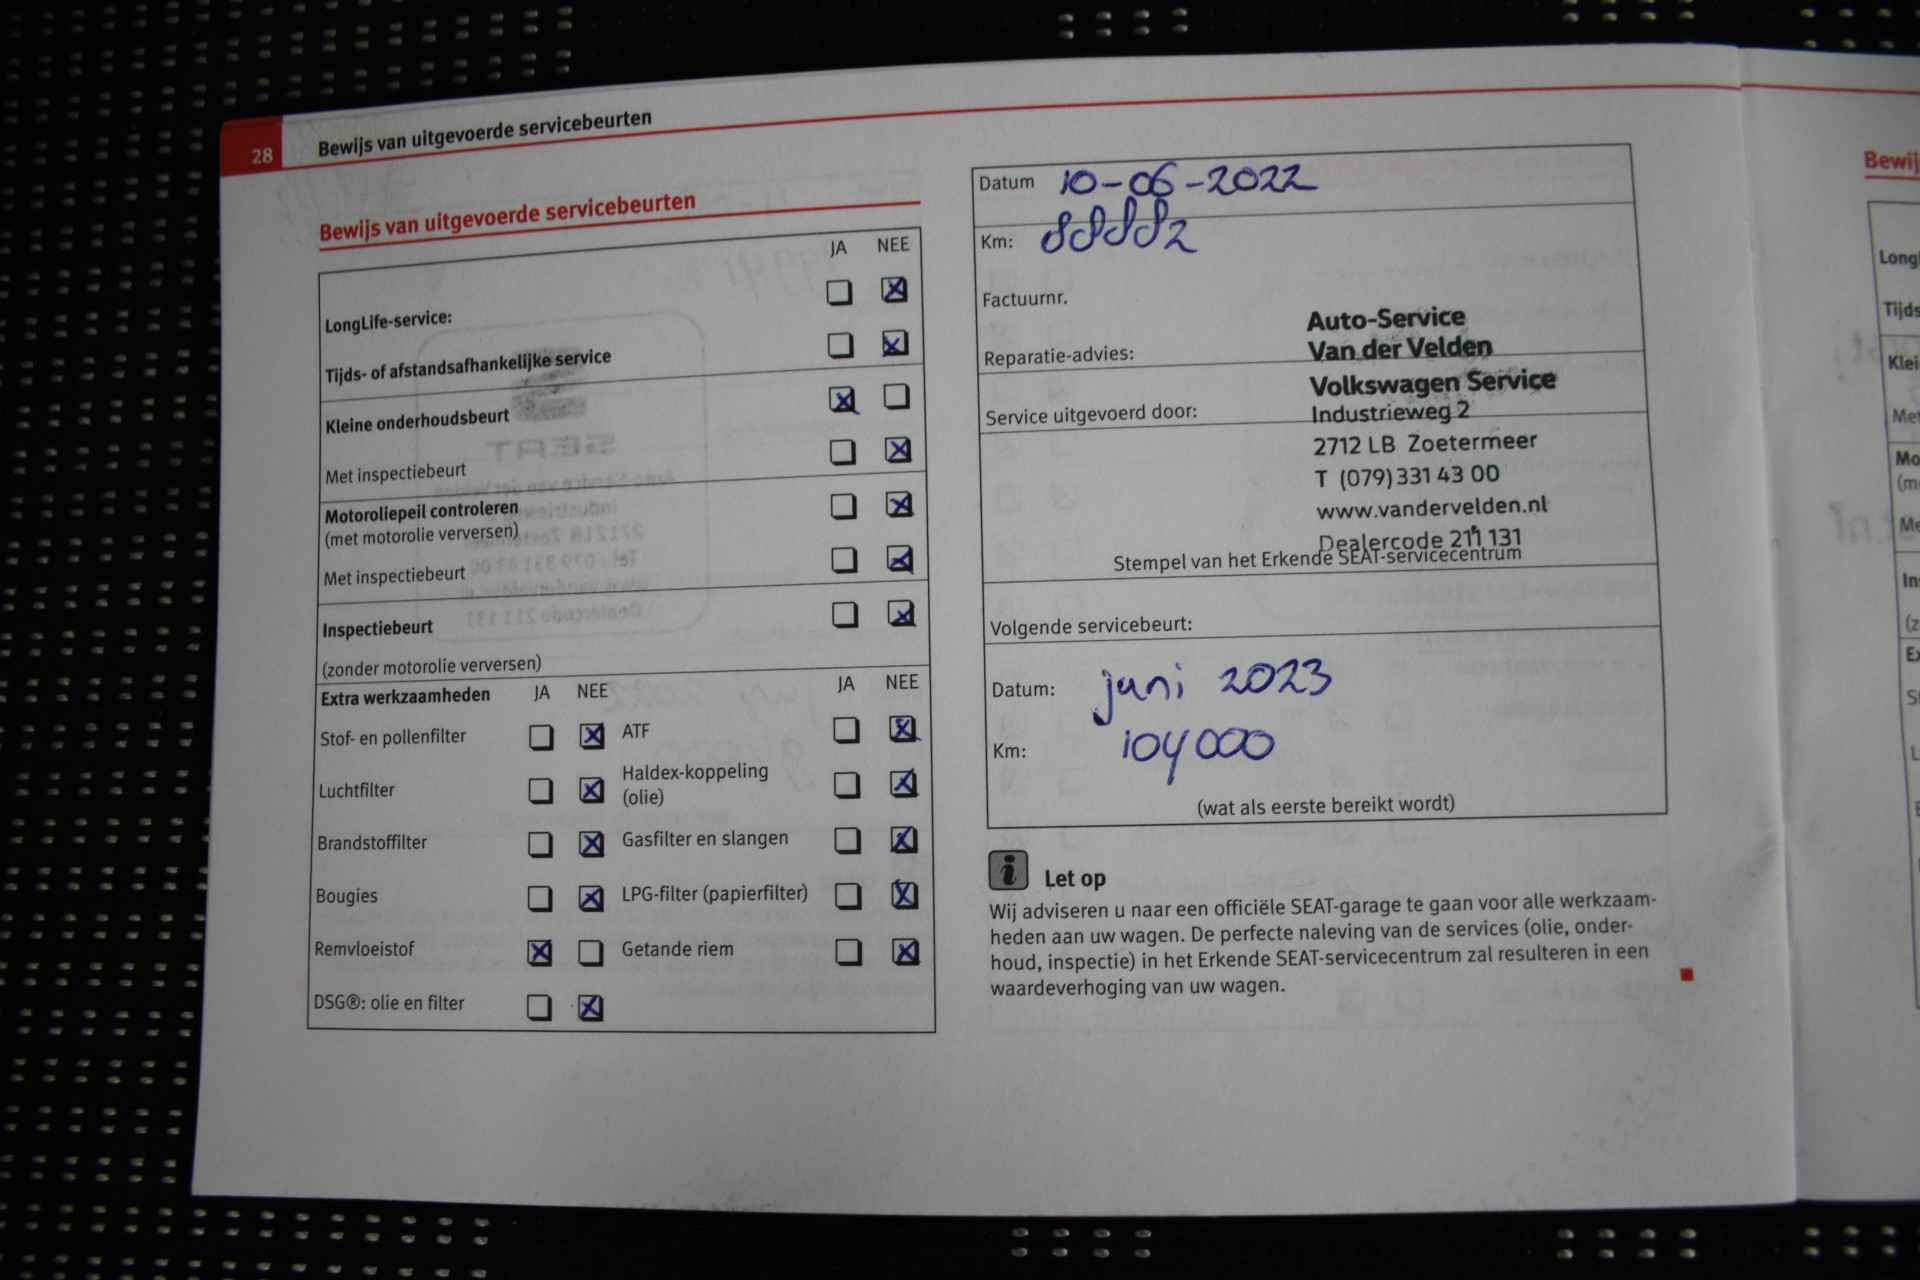 28 Bewijs van uitgevoerde servicebeurten
Bewijs van uitgevoerde servicebeurten
JA NEE
LongLife-service:
Tijds- of afstandsafhankelijke service
Kleine onderhoudsbeurt
Met inspectiebeurt
Motoroliepeil controleren
(met motorolie verversen)
Met inspectiebeurt
Inspectiebeurt
(zonder motorolie verversen)
Extra werkzaamheden JA NEE JA NEE
Stof- en pollenfilter ATF
Luchtfilter Haldex-koppeling
(olie)
Brandstoffilter Gasfilter en slangen
Bougies LPG-filter (papierfilter)
Remvloeistof Getande riem
DSG®: olie en filter
Datum 10-06-2022
Km: 88882
Factuurnr.
Reparatie-advies:
Service uitgevoerd door:
Auto-Service
Van der Velden
Volkswagen Service
Industrieweg 2
2712 LB Zoetermeer
T (079) 331 43 00
www.vandervelden.nl
Dealercode 211 131
Stempel van het Erkende SEAT-servicecentrum
Volgende servicebeurt:
Datum: juni 2023
Km: 104000
(wat als eerste bereikt wordt)
i Let op
Wij adviseren u naar een officiële SEAT-garage te gaan voor alle werkzaam-
heden aan uw wagen. De perfecte naleving van de services (olie, onder-
houd, inspectie) in het Erkende SEAT-servicecentrum zal resulteren in een
waardeverhoging van uw wagen.